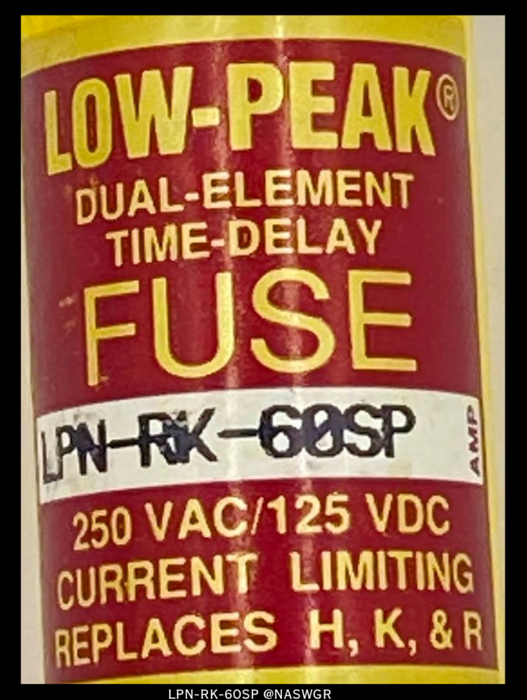 LOW-PEAK®
DUAL-ELEMENT
TIME-DELAY
FUSE
LPN-RK-60SP AMP
250 VAC/125 VDC
CURRENT LIMITING
REPLACES H, K, & R
LPN-RK-60SP @NASWGR